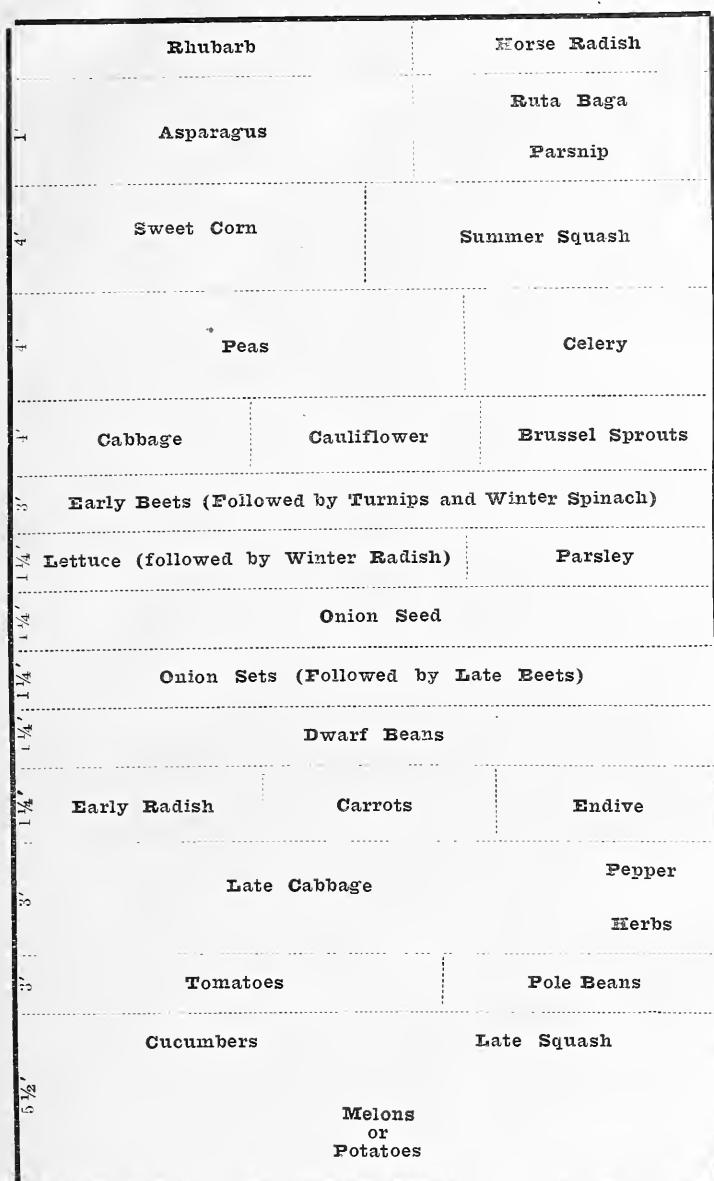 Rhubarb Horse Radish
1' Asparagus Ruta Baga
Parsnip
4' Sweet Corn Summer Squash
4' Peas Celery
4' Cabbage Cauliflower Brussel Sprouts
3' Early Beets (Followed by Turnips and Winter Spinach)
1¼' Lettuce (followed by Winter Radish) Parsley
1¼' Onion Seed
1¼' Onion Sets (Followed by Late Beets)
1¼' Dwarf Beans
1¼' Early Radish Carrots Endive
3' Late Cabbage Pepper
Herbs
3' Tomatoes Pole Beans
Cucumbers Late Squash
5½' Melons
or
Potatoes